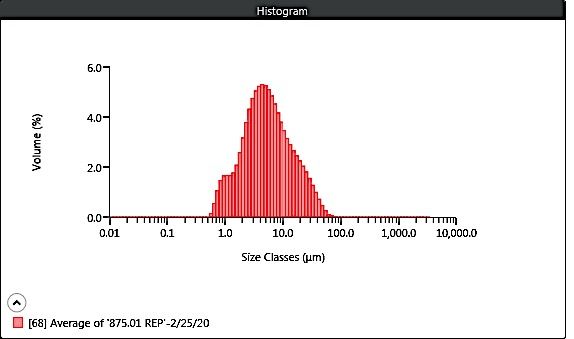 Histogram
6.0
4.0
2.0
0.0
Volume (%)
0.01 0.1 1.0 10.0 100.0 1,000.0 10,000.0
Size Classes (µm)
[68] Average of '875.01 REP'-2/25/20